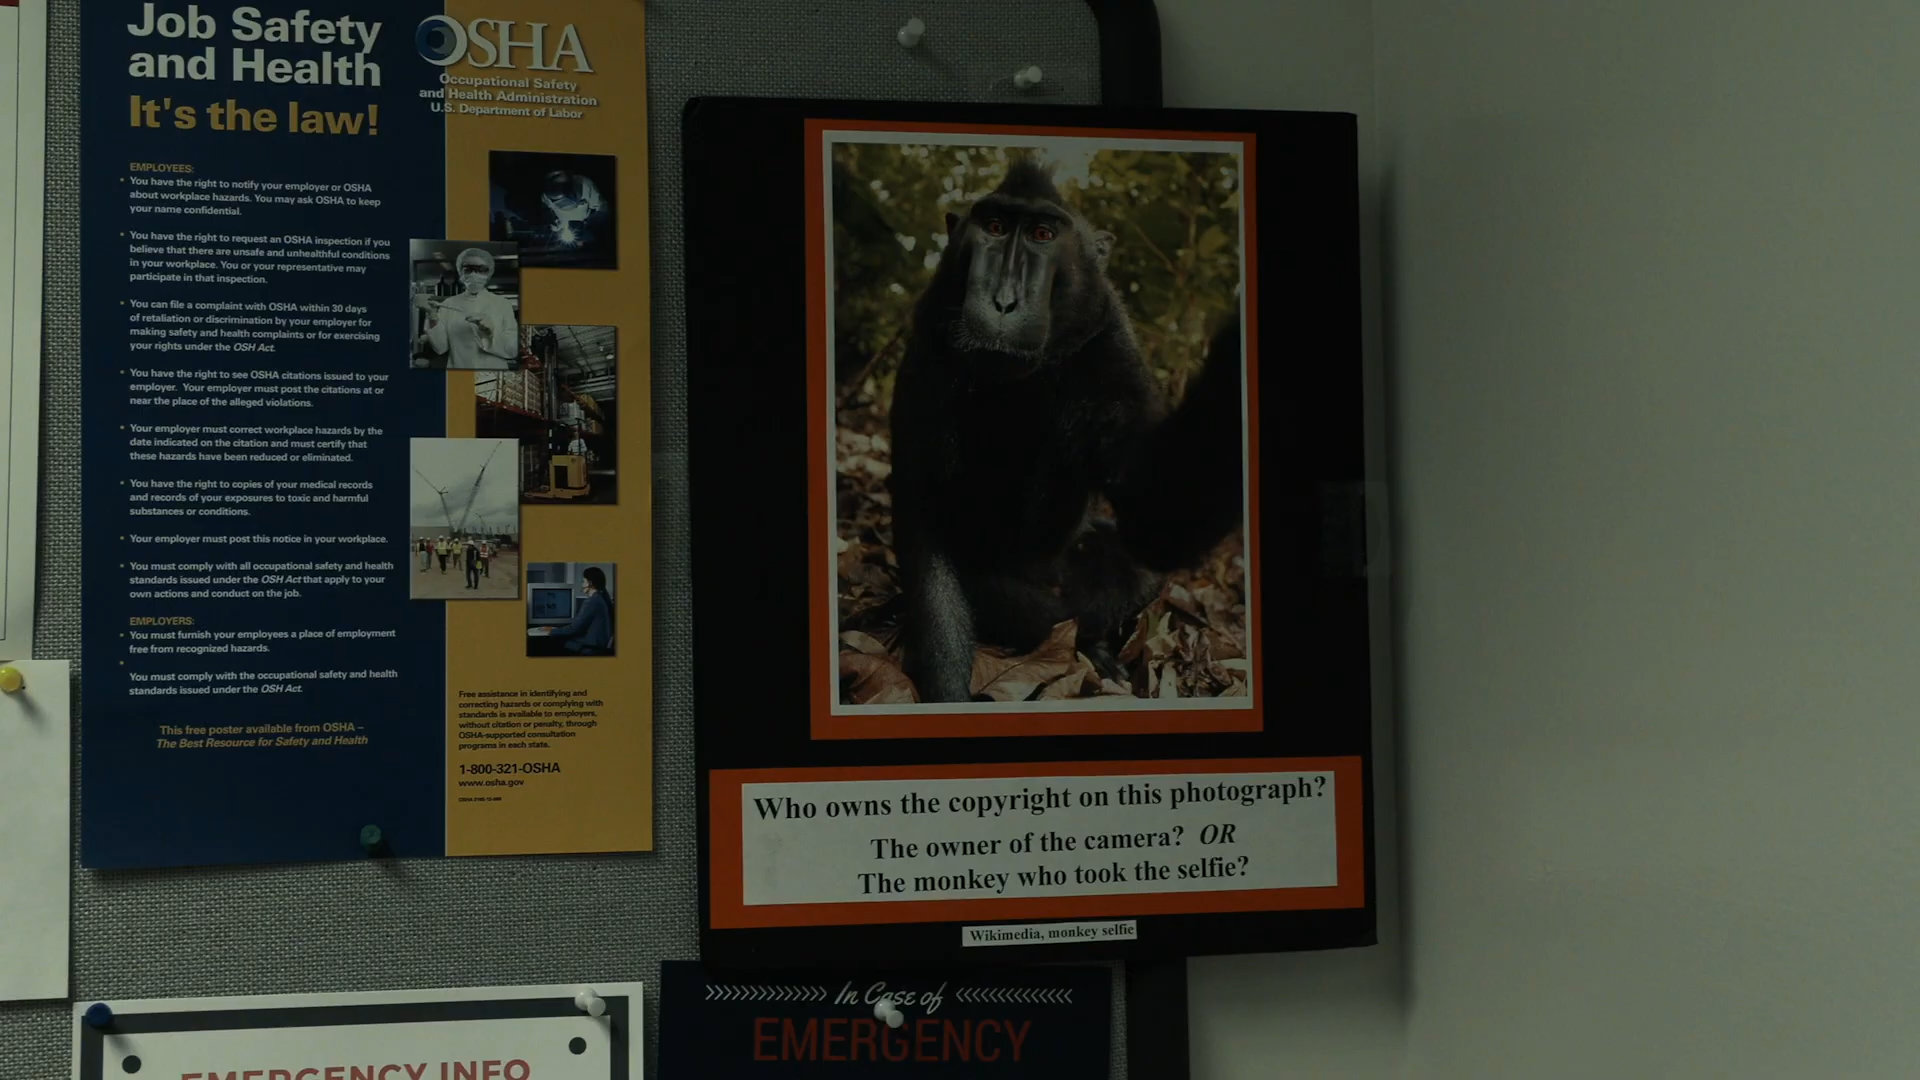 Job Safety
and Health
It's the law!
EMPLOYEES:
• You have the right to notify your employer or OSHA
about workplace hazards. You may ask OSHA to keep
your name confidential.
• You have the right to request an OSHA inspection if you
believe that there are unsafe and unhealthful conditions
in your workplace. You or your representative may
participate in that inspection.
• You can file a complaint with OSHA within 30 days
of retaliation or discrimination by your employer for
making safety and health complaints or for exercising
your rights under the OSH Act.
• You have the right to see OSHA citations issued to your
employer. Your employer must post the citations at or
near the place of the alleged violations.
• Your employer must correct workplace hazards by the
date indicated on the citation and must certify that
these hazards have been reduced or eliminated.
• You have the right to copies of your medical records
and records of your exposures to toxic and harmful
substances or conditions.
• Your employer must post this notice in your workplace.
• You must comply with all occupational safety and health
standards issued under the OSH Act that apply to your
own actions and conduct on the job.
EMPLOYERS:
• You must furnish your employees a place of employment
free from recognized hazards.
•
You must comply with the occupational safety and health
standards issued under the OSH Act.
This free poster available from OSHA –
The Best Resource for Safety and Health
OSHA
Occupational Safety
and Health Administration
U.S. Department of Labor
Free assistance in identifying and
correcting hazards or complying with
standards is available to employers,
without citation or penalty, through
OSHA-supported consultation
programs in each state.
1-800-321-OSHA
www.osha.gov
Who owns the copyright on this photograph?
The owner of the camera? OR
The monkey who took the selfie?
Wikimedia, monkey selfie
In Case of
EMERGENCY
EMERGENCY INFO